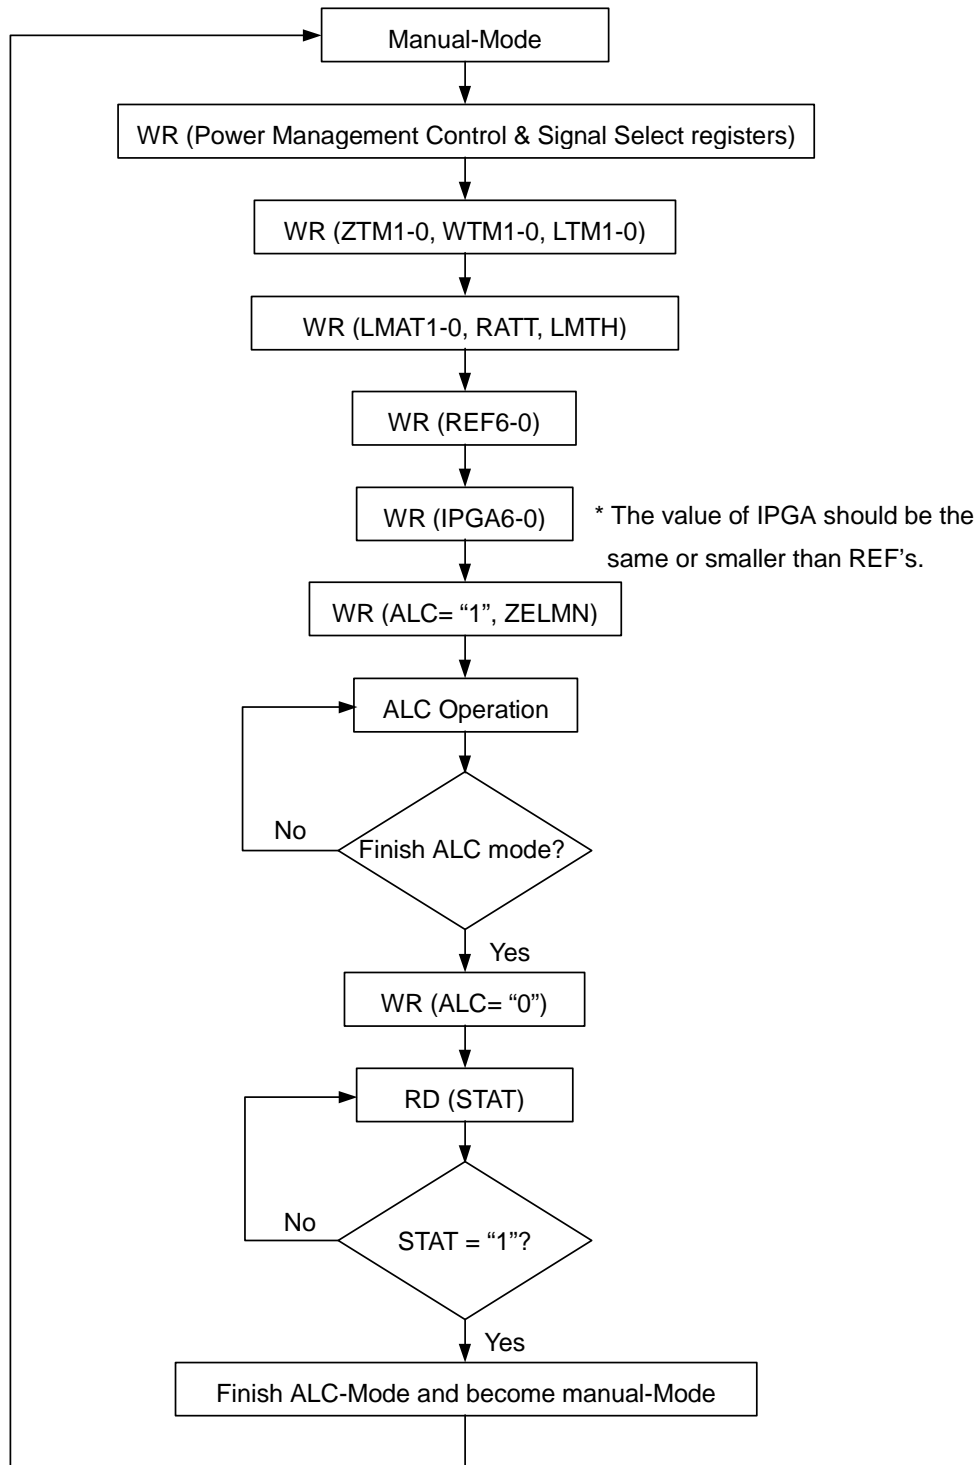 Manual-Mode
WR (Power Management Control & Signal Select registers)
WR (ZTM1-0, WTM1-0, LTM1-0)
WR (LMAT1-0, RATT, LMTH)
WR (REF6-0)
WR (IPGA6-0)
* The value of IPGA should be the
same or smaller than REF’s.
WR (ALC= “1”, ZELMN)
ALC Operation
No
Finish ALC mode?
Yes
WR (ALC= “0”)
RD (STAT)
No
STAT = “1”?
Yes
Finish ALC-Mode and become manual-Mode